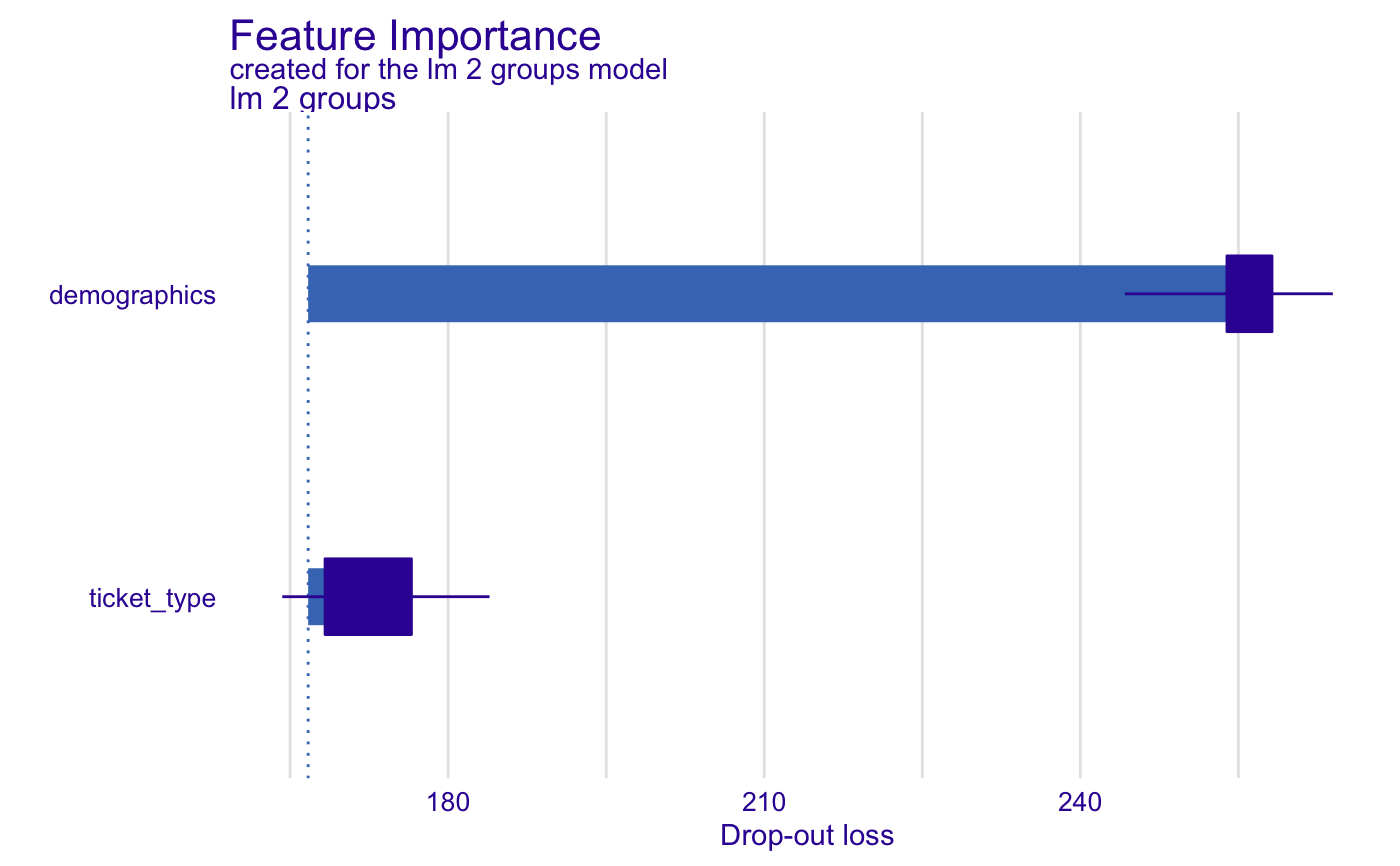 Feature Importance
created for the lm 2 groups model
lm 2 groups
demographics
ticket_type
180 210 240
Drop-out loss